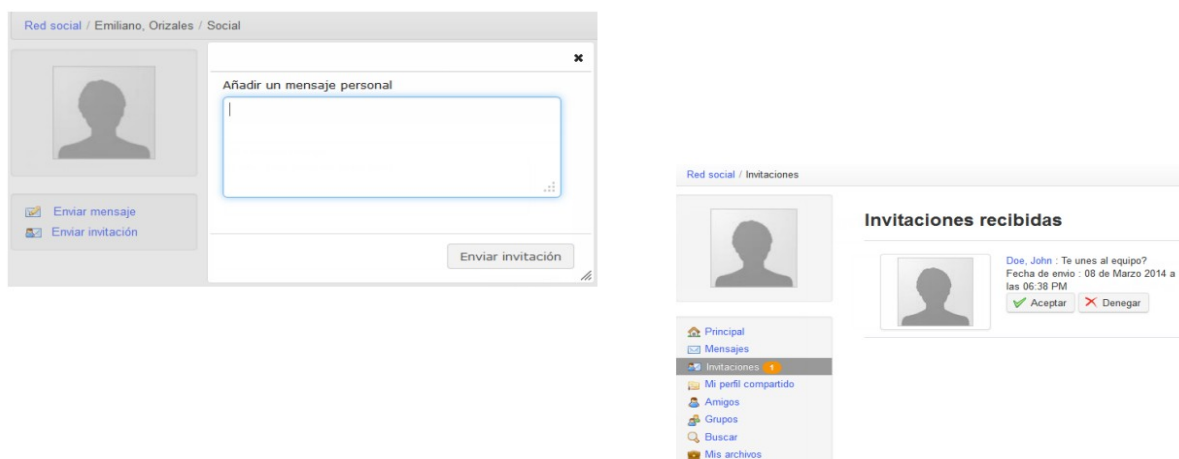 Red social / Emiliano, Orizales / Social
Añadir un mensaje personal
Enviar mensaje
Enviar invitación
Enviar invitación
Red social / Invitaciones
Invitaciones recibidas
Doe, John : Te unes al equipo?
Fecha de envio : 08 de Marzo 2014 a
las 06:38 PM
Aceptar Denegar
Principal
Mensajes
Invitaciones 1
Mi perfil compartido
Amigos
Grupos
Buscar
Mis archivos